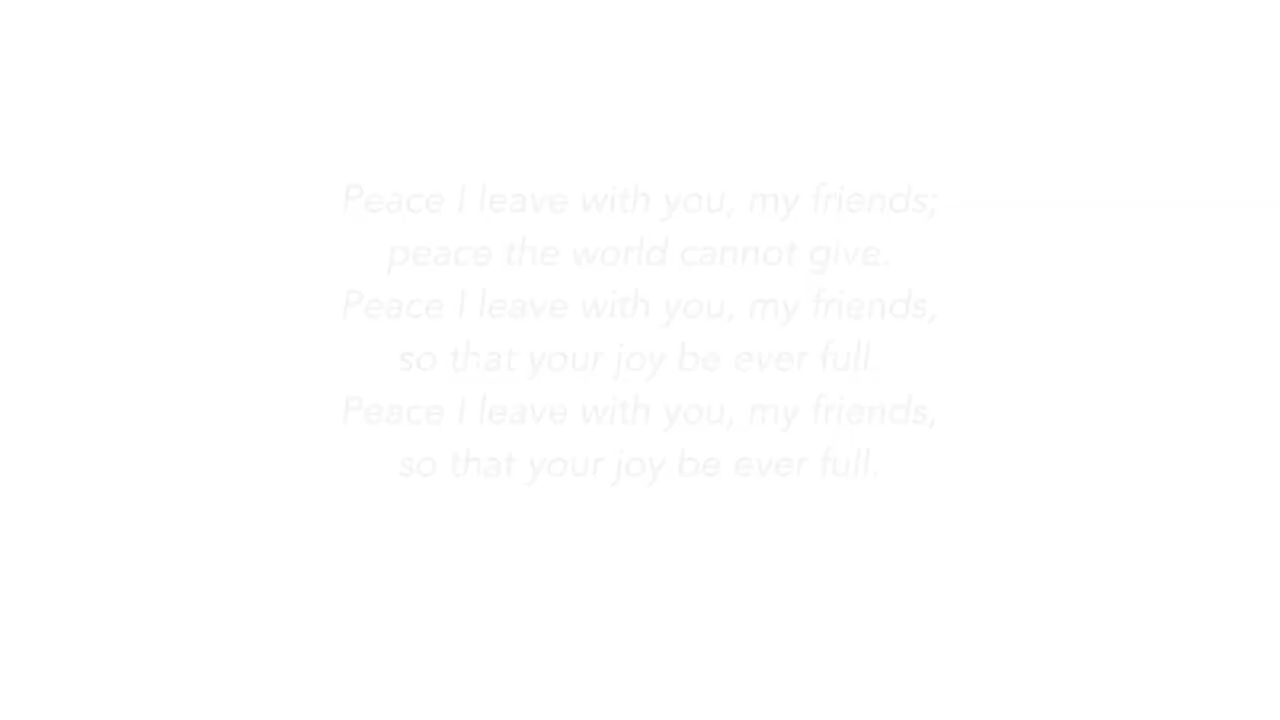 Peace I leave with you, my friends;
peace the world cannot give.
Peace I leave with you, my friends,
so that your joy be ever full.
Peace I leave with you, my friends,
so that your joy be ever full.